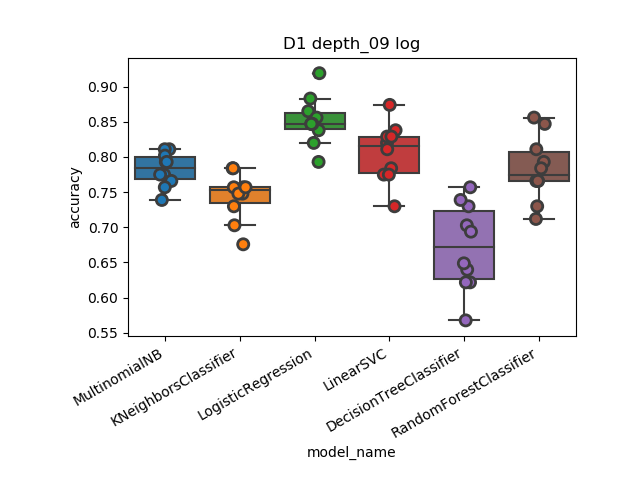 D1 depth_09 log
accuracy
0.90
0.85
0.80
0.75
0.70
0.65
0.60
0.55
MultinomialNB
KNeighborsClassifier
LogisticRegression
LinearSVC
DecisionTreeClassifier
RandomForestClassifier
model_name